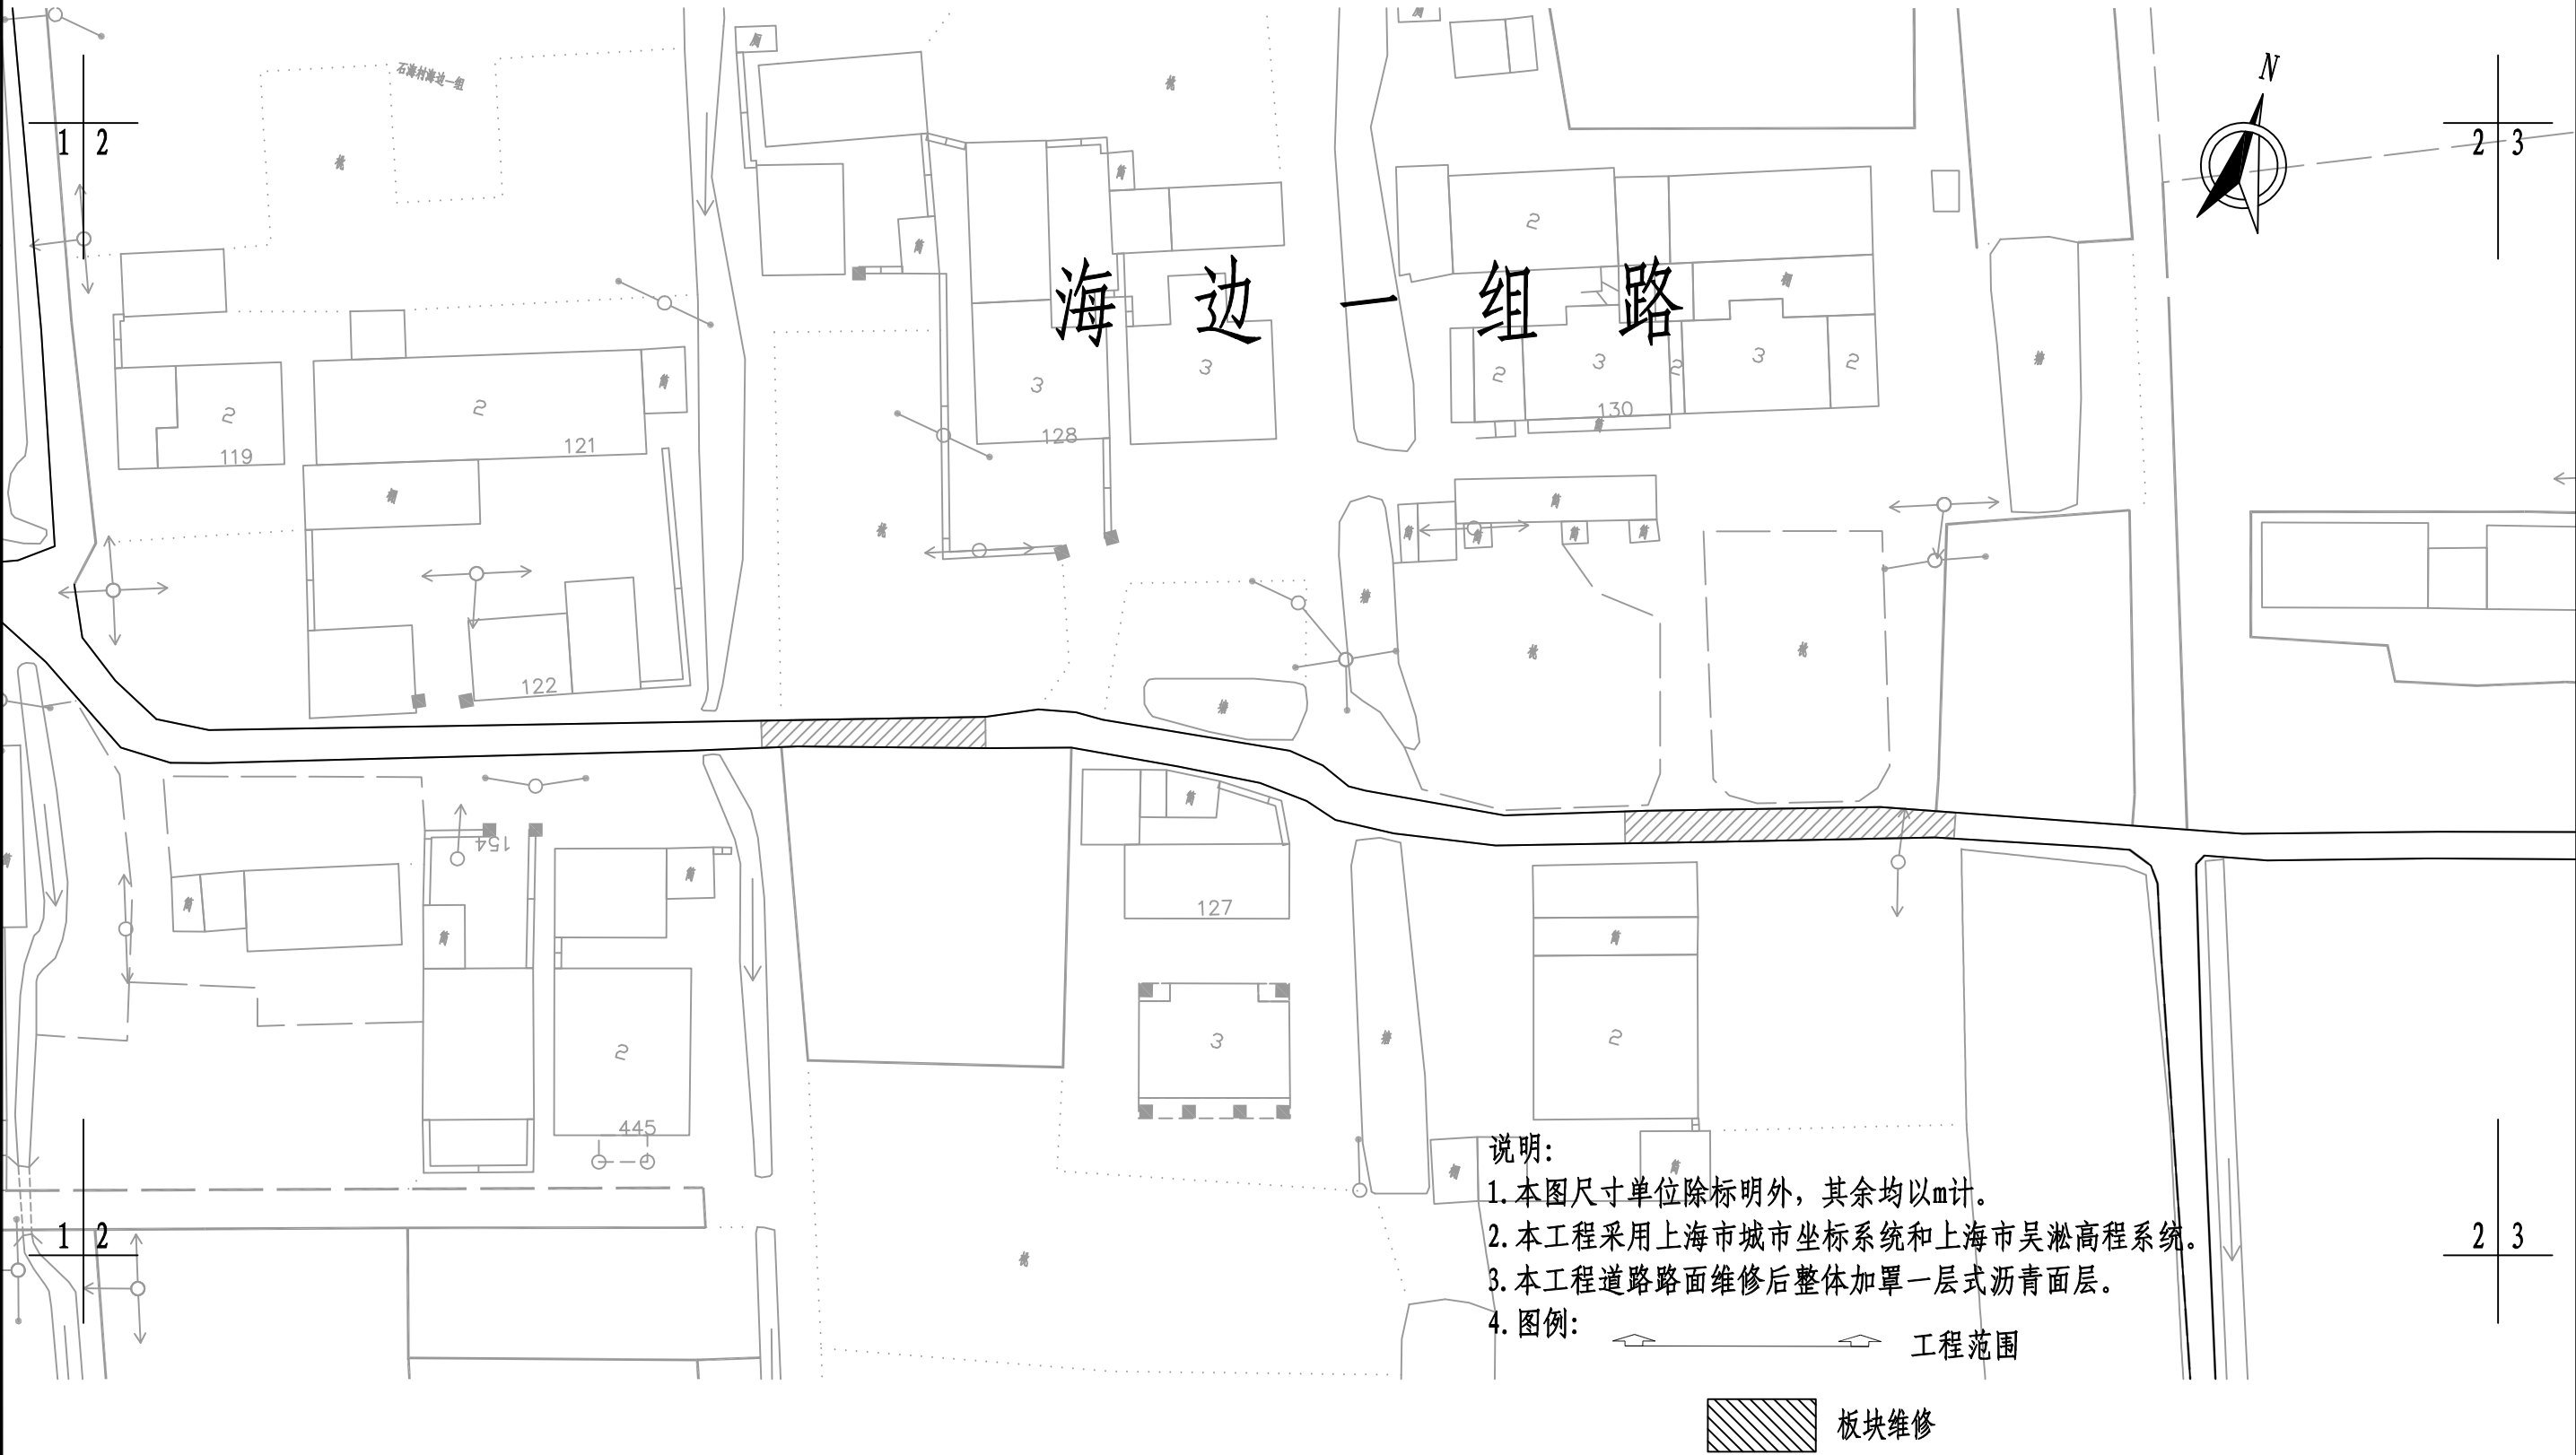 石海村海边一组
N
1 2
2 3
2
海边一组路
2
2
3
3
2
3
2
3
2
119
121
128
130
122
154
127
2
3
2
445
说明:
1.本图尺寸单位除标明外，其余均以m计。
2.本工程采用上海市城市坐标系统和上海市吴淞高程系统。
3.本工程道路路面维修后整体加罩一层式沥青面层。
4.图例:
工程范围
板块维修
1 2
2 3